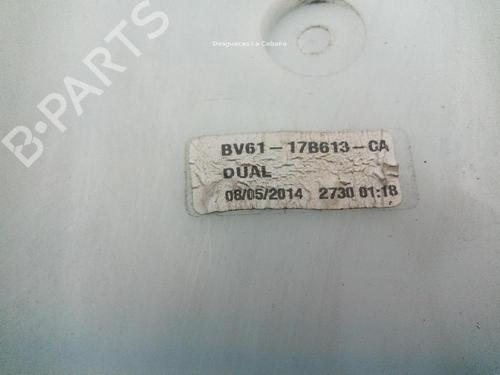 Desguaces La Cabaña
B-PARTS
BV61-17B613-CA
DUAL
08/05/2014 2730 01:18